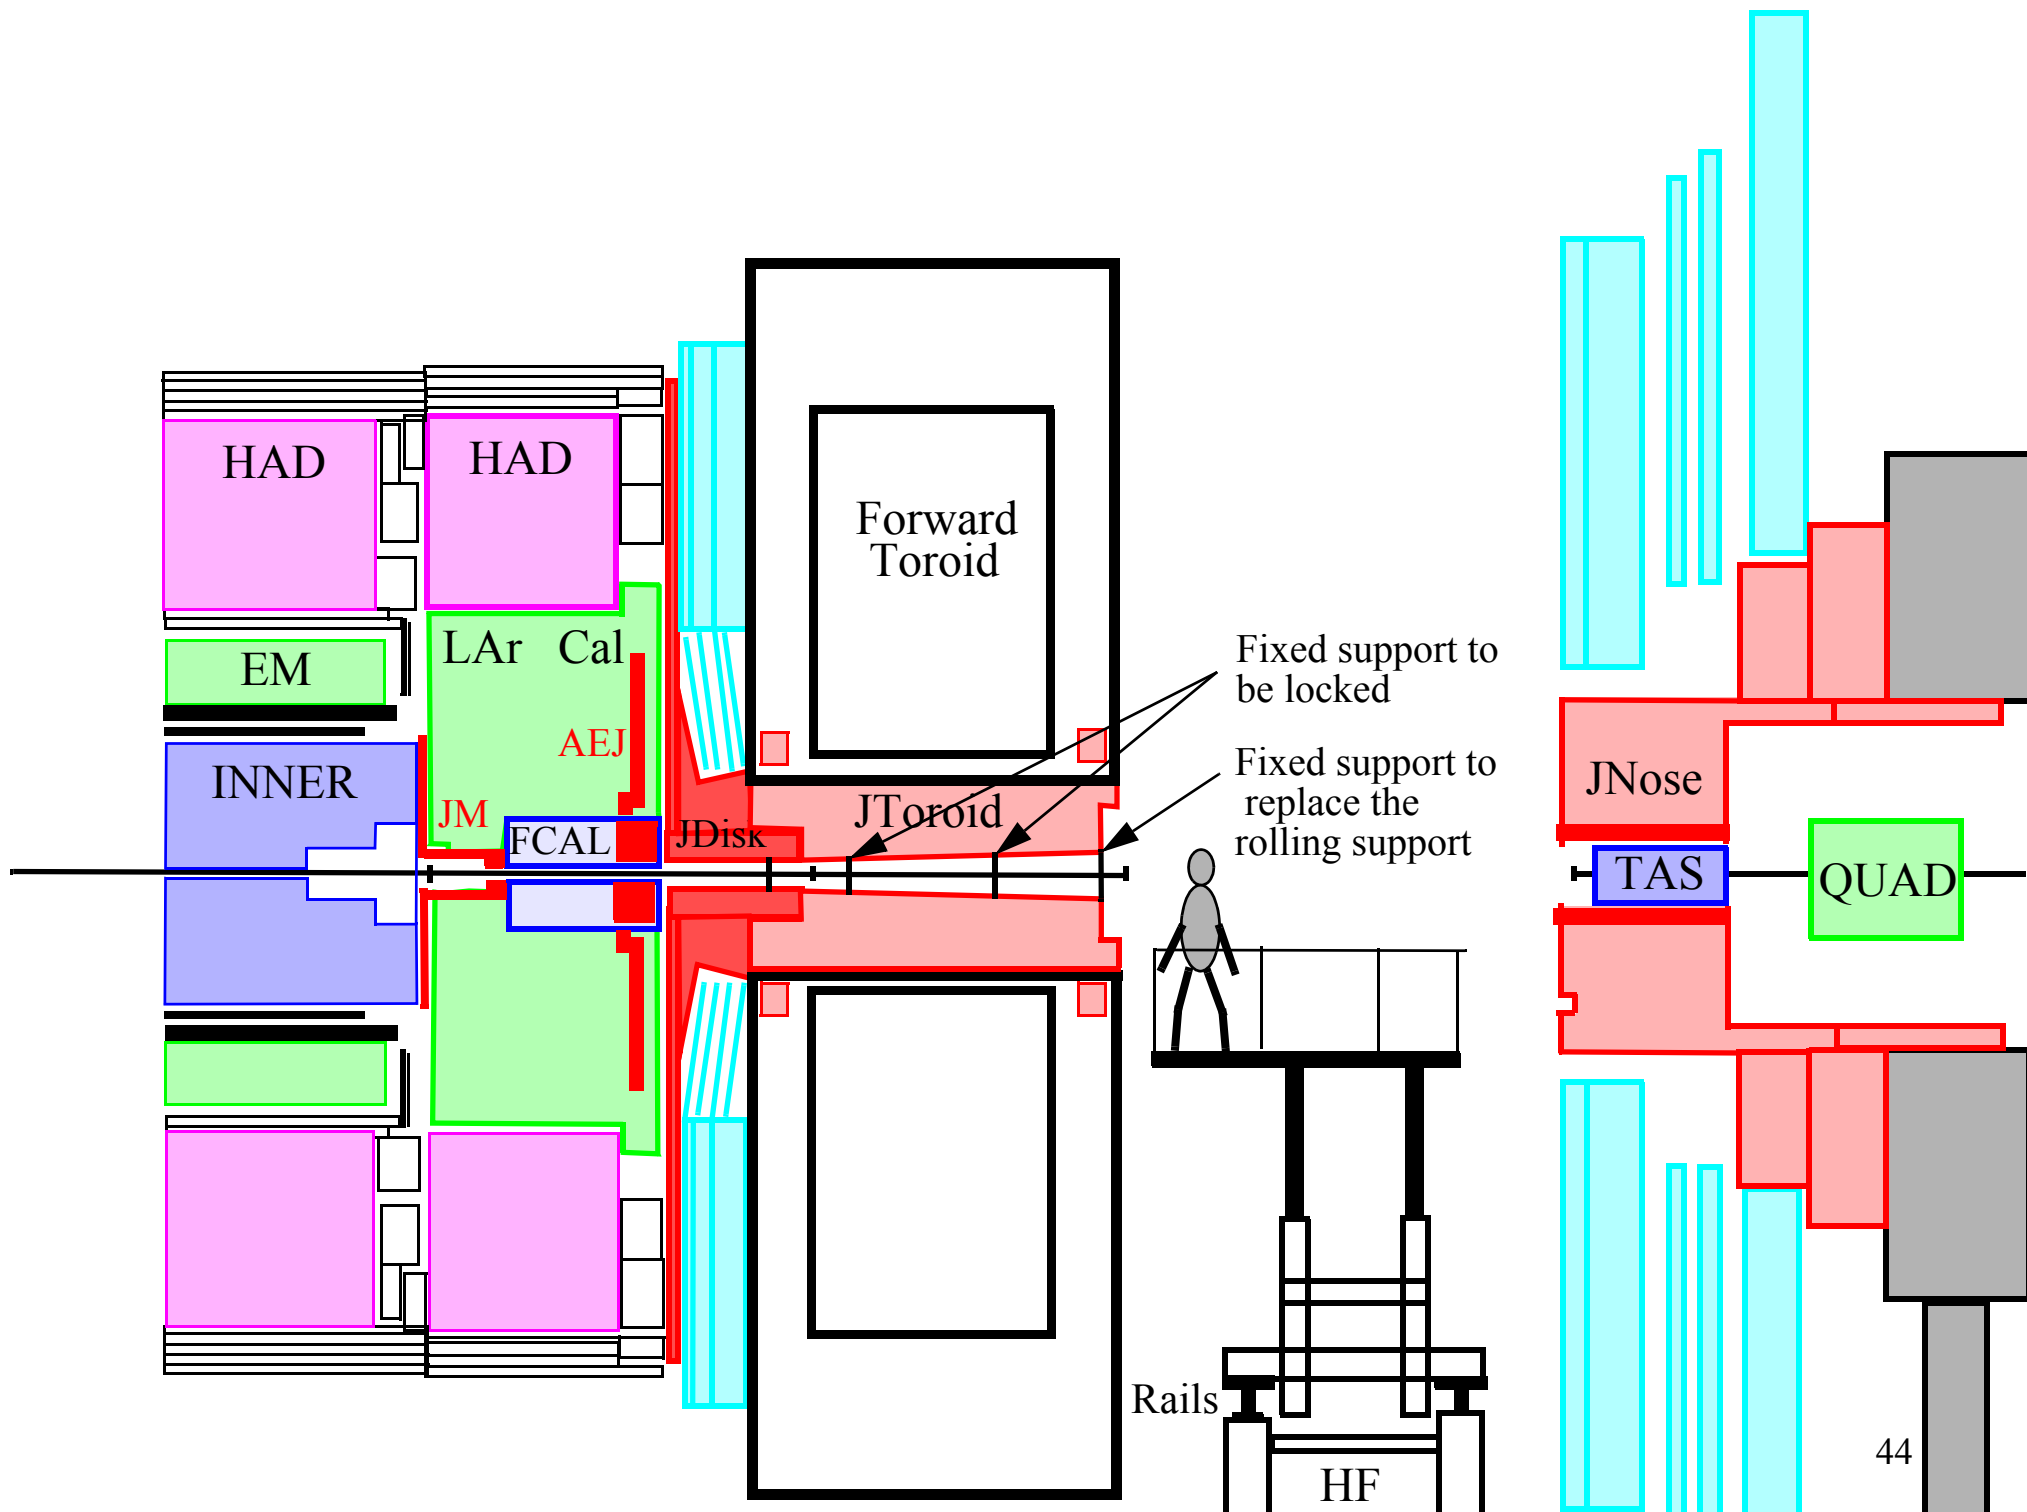 HAD
HAD
Forward
Toroid
LAr Cal
EM
Fixed support to
be locked
AEJ
INNER
Fixed support to
replace the
rolling support
JM
FCAL
JDisk
JToroid
JNose
TAS
QUAD
Rails
HF
44